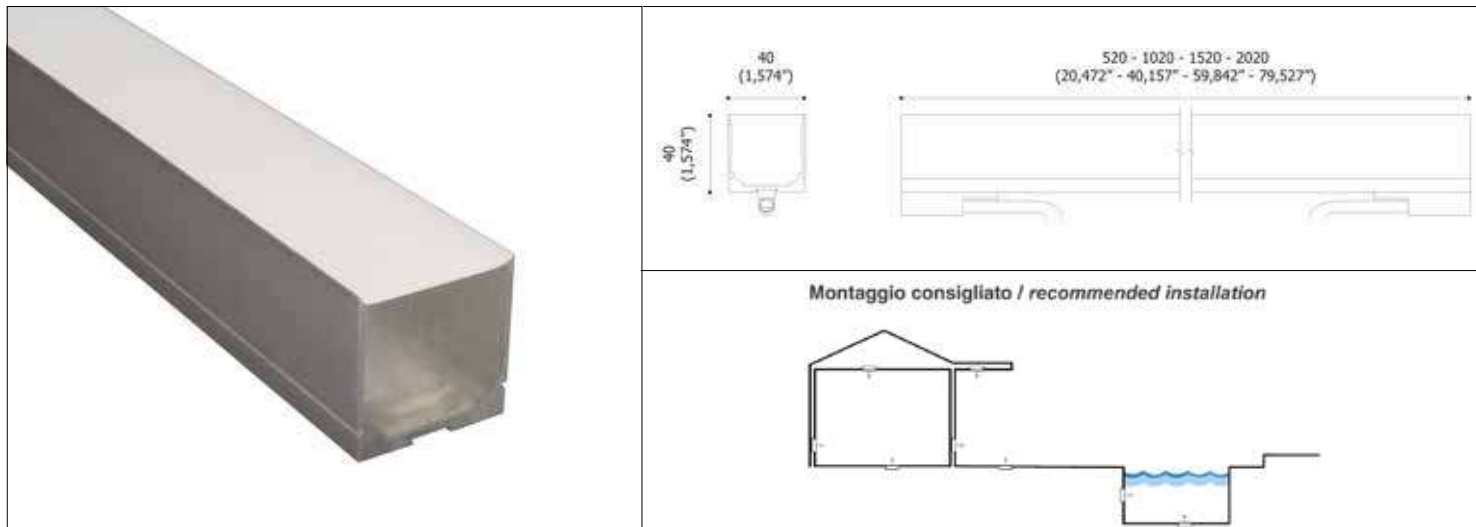 40
(1,574")
520 - 1020 - 1520 - 2020
(20,472" - 40,157" - 59,842" - 79,527")
40
(1,574")
Montaggio consigliato / recommended installation